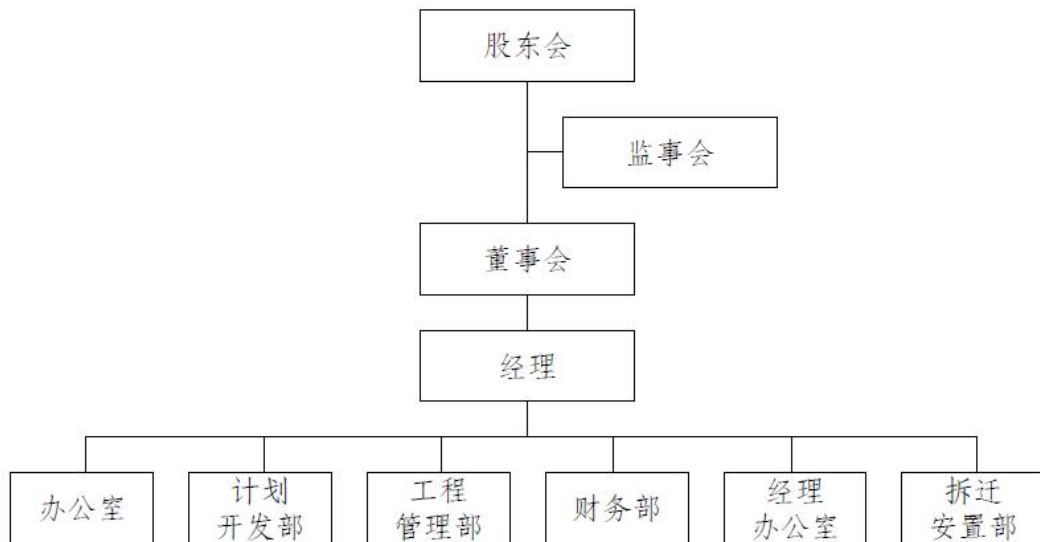 股东会
监事会
董事会
经理
办公室
计划
开发部
工程
管理部
财务部
经理
办公室
拆迁
安置部